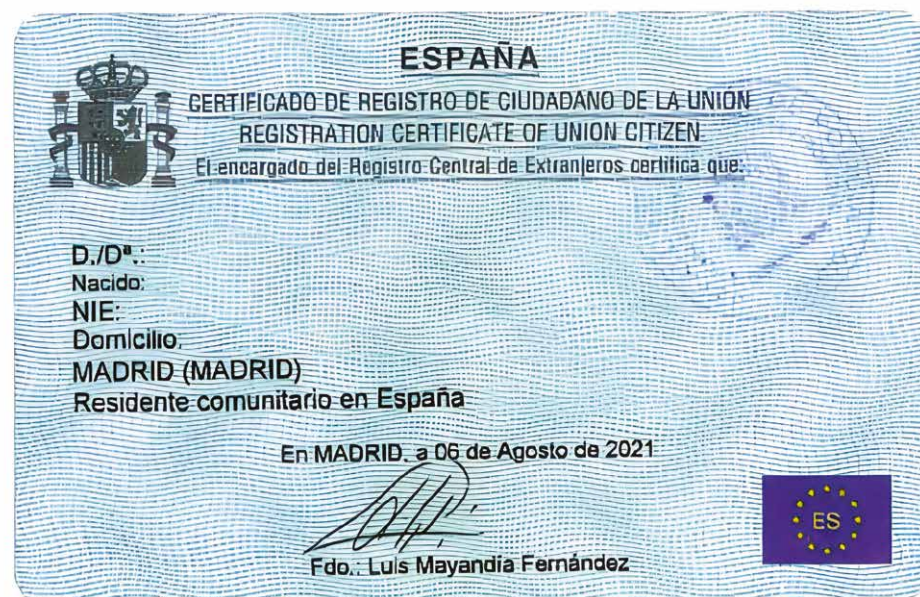 ESPAÑA
CERTIFICADO DE REGISTRO DE CIUDADANO DE LA UNIÓN
REGISTRATION CERTIFICATE OF UNION CITIZEN
El encargado del Registro Central de Extranjeros certifica que:
D./Dª.:
Nacido:
NIE:
Domicilio:
MADRID (MADRID)
Residente comunitario en España
En MADRID, a 06 de Agosto de 2021
Fdo.: Luis Mayandía Fernández
ES